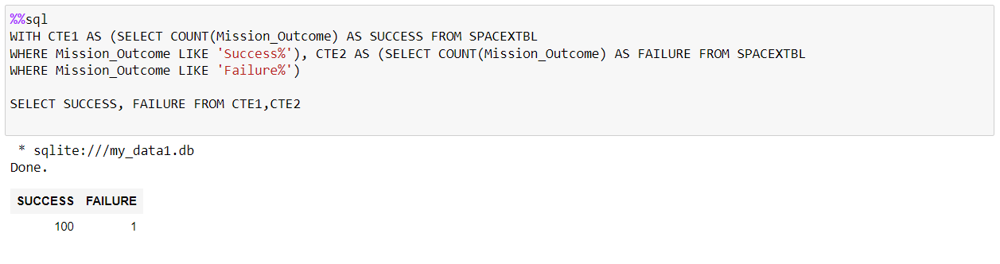 %%sql
WITH CTE1 AS (SELECT COUNT(Mission_Outcome) AS SUCCESS FROM SPACEXTBL
WHERE Mission_Outcome LIKE 'Success%'), CTE2 AS (SELECT COUNT(Mission_Outcome) AS FAILURE FROM SPACEXTBL
WHERE Mission_Outcome LIKE 'Failure%')
SELECT SUCCESS, FAILURE FROM CTE1,CTE2
* sqlite:///my_data1.db
Done.
SUCCESS FAILURE
100 1